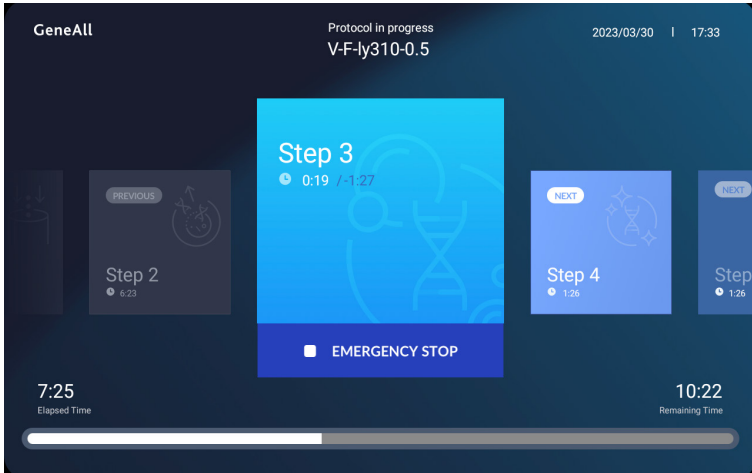 GeneAll
Protocol in progress
V-F-ly310-0.5
2023/03/30 | 17:33
PREVIOUS
Step 2
6:23
Step 3
0:19 /-1:27
EMERGENCY STOP
NEXT
Step 4
1:26
NEXT
Step
1:26
7:25
Elapsed Time
10:22
Remaining Time